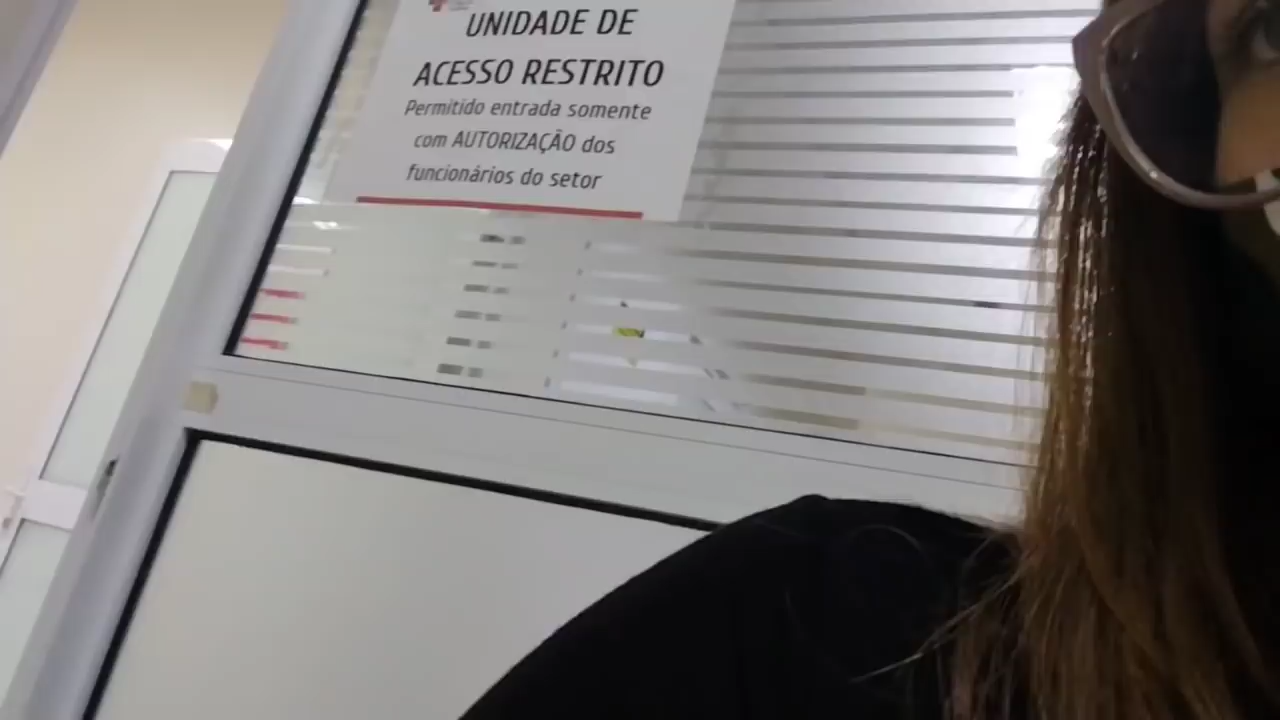 UNIDADE DE
ACESSO RESTRITO
Permitido entrada somente
com AUTORIZAÇÃO dos
funcionários do setor